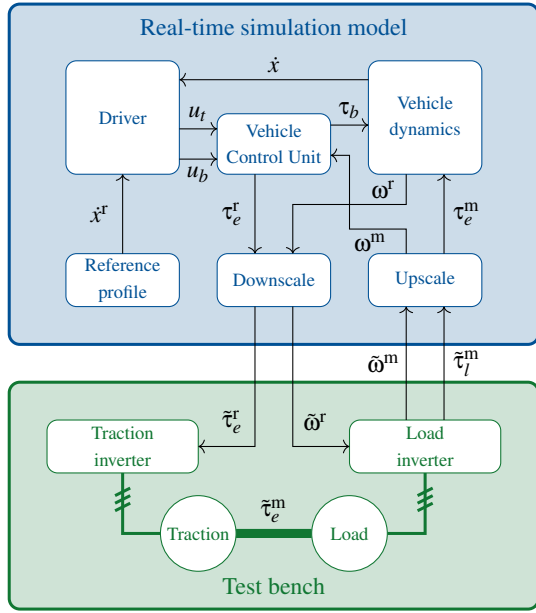 Real-time simulation model
ẋ
Driver
u_t
u_b
Vehicle
Control Unit
τ_b
Vehicle
dynamics
ω^r
ẋ^r
τ_e^r
ω^m
τ_e^m
Reference
profile
Downscale
Upscale
ω̃^m
τ̃_l^m
τ̃_e^r
ω̃^r
Traction
inverter
Load
inverter
Traction
τ̃_e^m
Load
Test bench